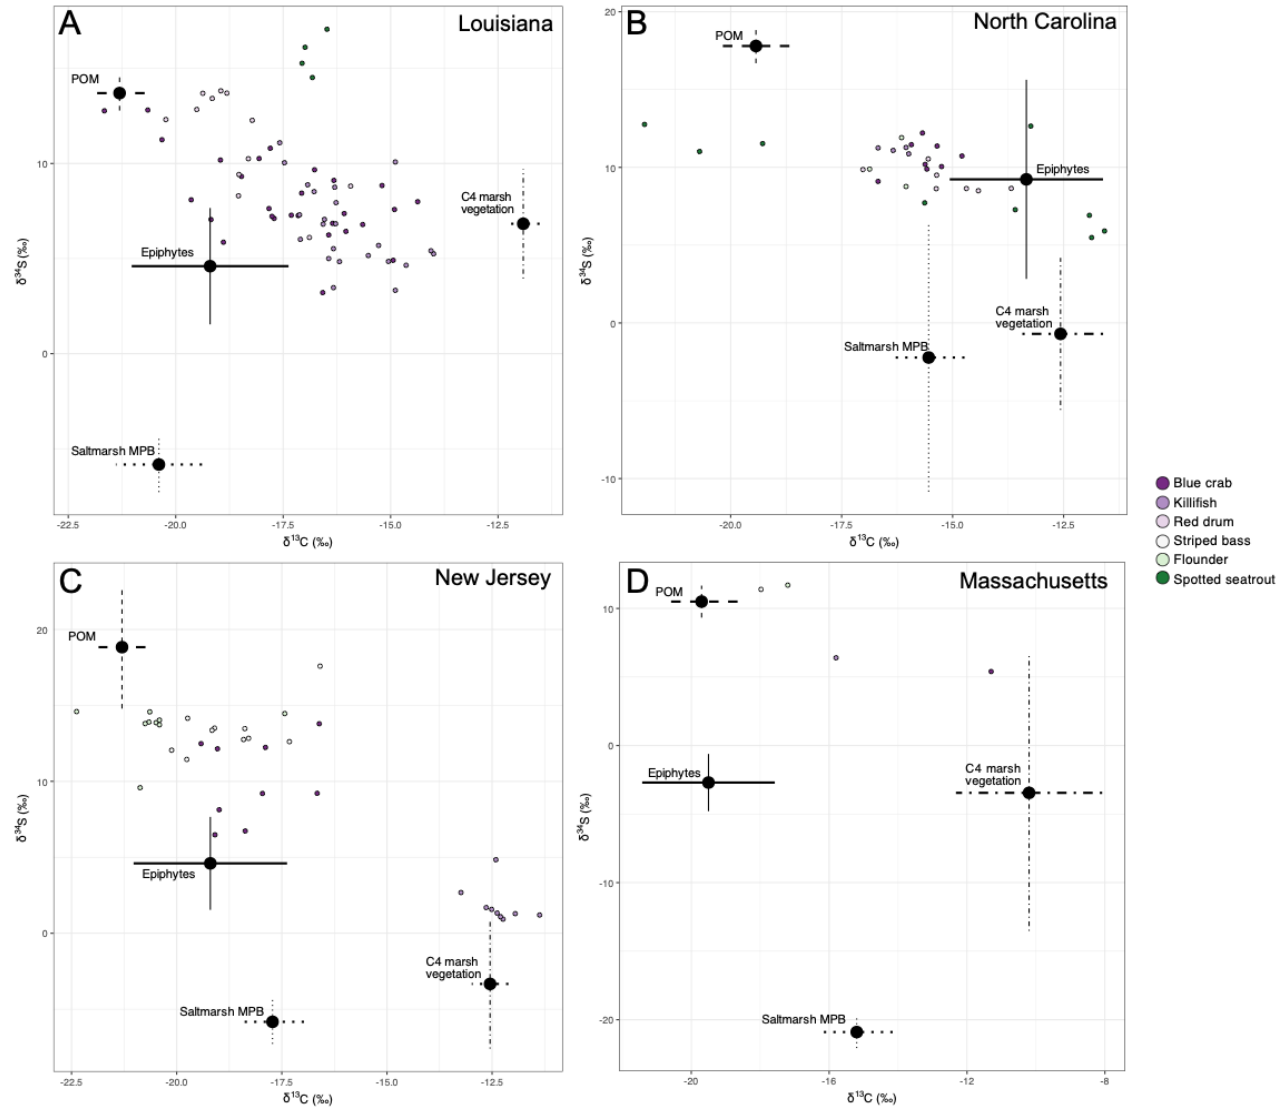 A
Louisiana
POM
Epiphytes
C4 marsh
vegetation
Saltmarsh MPB
10
0
δ34S (‰)
-22.5
-20.0
-17.5
-15.0
-12.5
δ13C (‰)
B
North Carolina
POM
Epiphytes
C4 marsh
vegetation
Saltmarsh MPB
20
10
0
-10
δ34S (‰)
-20.0
-17.5
-15.0
-12.5
δ13C (‰)
C
New Jersey
POM
Epiphytes
C4 marsh
vegetation
Saltmarsh MPB
20
10
0
δ34S (‰)
-22.5
-20.0
-17.5
-15.0
-12.5
δ13C (‰)
D
Massachusetts
POM
Epiphytes
C4 marsh
vegetation
Saltmarsh MPB
10
0
-10
-20
δ34S (‰)
-20
-16
-12
-8
δ13C (‰)
Blue crab
Killifish
Red drum
Striped bass
Flounder
Spotted seatrout